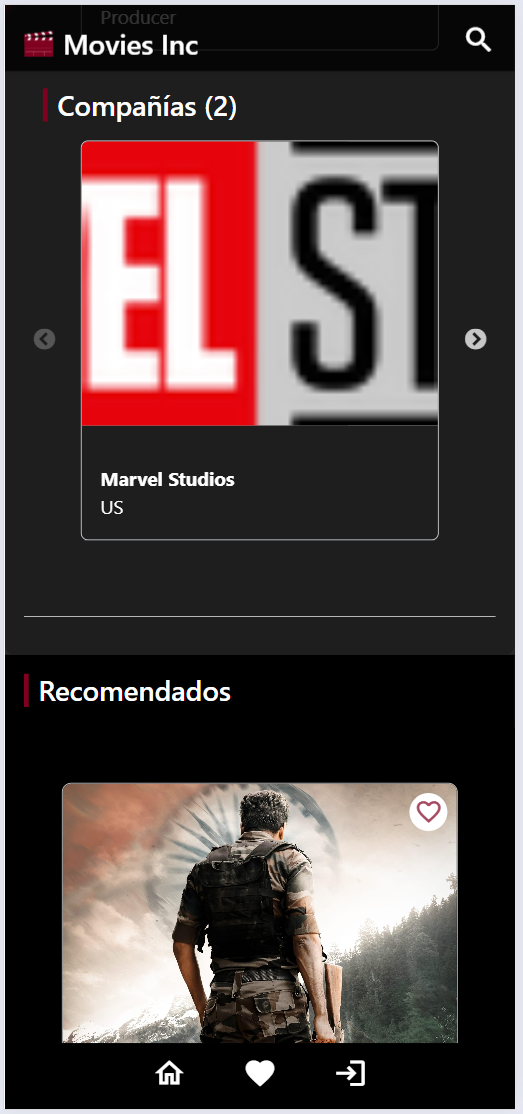 Producer
Movies Inc
Compañías (2)
EL ST
Marvel Studios
US
Recomendados